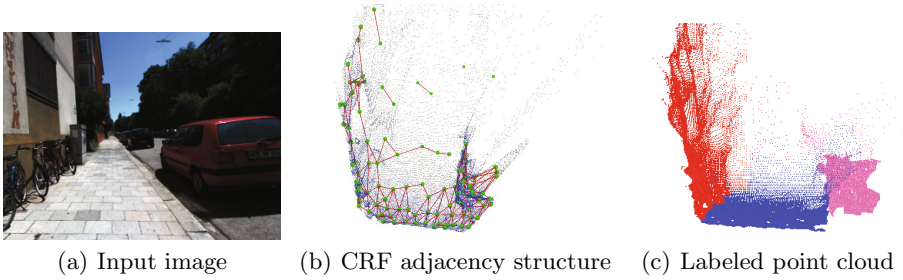 (a) Input image
(b) CRF adjacency structure
(c) Labeled point cloud